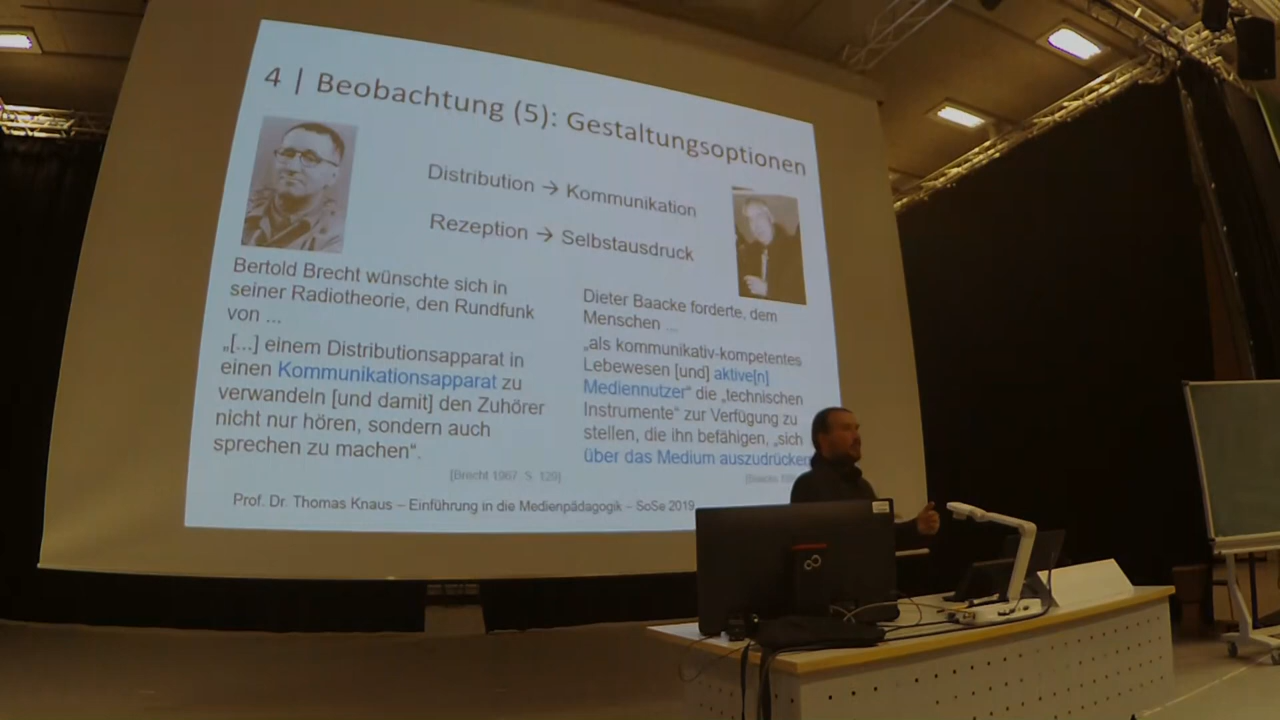 4 | Beobachtung (5): Gestaltungsoptionen
Distribution → Kommunikation
Rezeption → Selbstausdruck
Bertold Brecht wünschte sich in
seiner Radiotheorie, den Rundfunk
von ...
„[...] einem Distributionsapparat in
einen Kommunikationsapparat zu
verwandeln [und damit] den Zuhörer
nicht nur hören, sondern auch
sprechen zu machen“.
[Brecht 1967 S. 129]
Dieter Baacke forderte, dem
Menschen ...
„als kommunikativ-kompetentes
Lebewesen [und] aktive[n]
Mediennutzer“ die „technischen
Instrumente“ zur Verfügung zu
stellen, die ihn befähigen, „sich
über das Medium auszudrücken
[Baacke
Prof. Dr. Thomas Knaus – Einführung in die Medienpädagogik – SoSe 2019